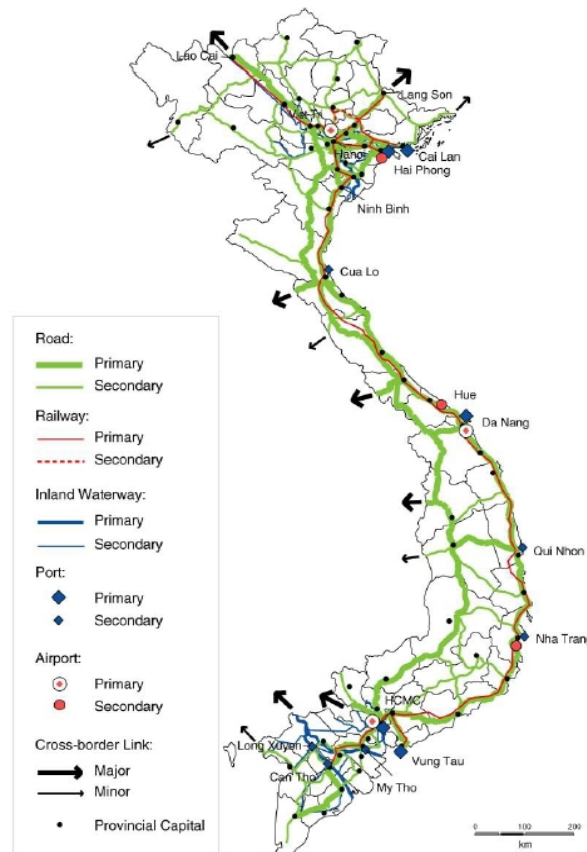 Lao Cai
Lang Son
Viet Tri
Hanoi
Cai Lan
Hai Phong
Ninh Binh
Cua Lo
Road:
Primary
Secondary
Railway:
Primary
Secondary
Inland Waterway:
Primary
Secondary
Port:
Primary
Secondary
Airport:
Primary
Secondary
Cross-border Link:
Major
Minor
Provincial Capital
Hue
Da Nang
Qui Nhon
Nha Trang
HCMC
Long Xuyen
Vung Tau
Can Tho
My Tho
0 100 200
km